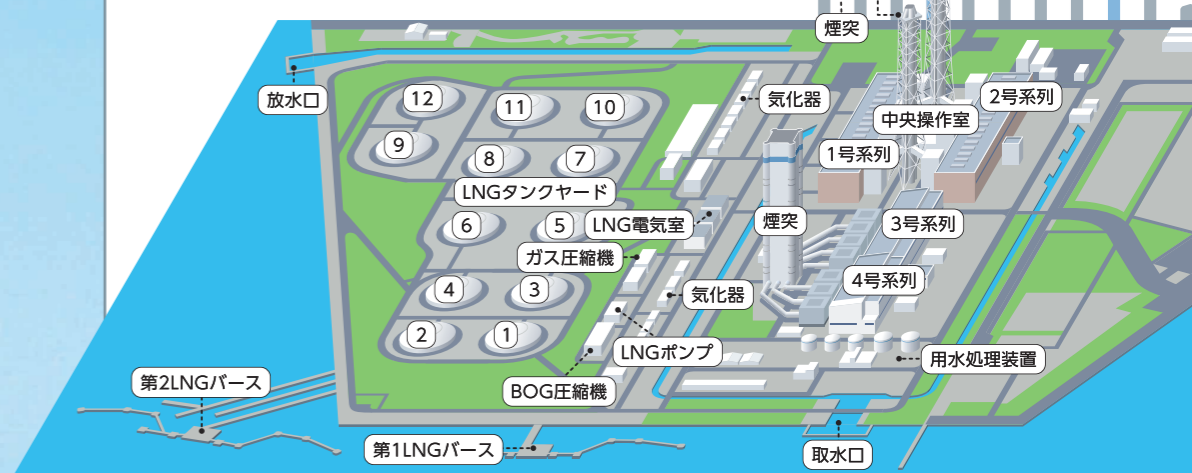 煙突
放水口
12
11
10
気化器
2号系列
中央操作室
9
8
7
1号系列
LNGタンクヤード
6
5
LNG電気室
煙突
3号系列
ガス圧縮機
4号系列
4
3
気化器
2
1
LNGポンプ
用水処理装置
BOG圧縮機
第2LNGバース
第1LNGバース
取水口